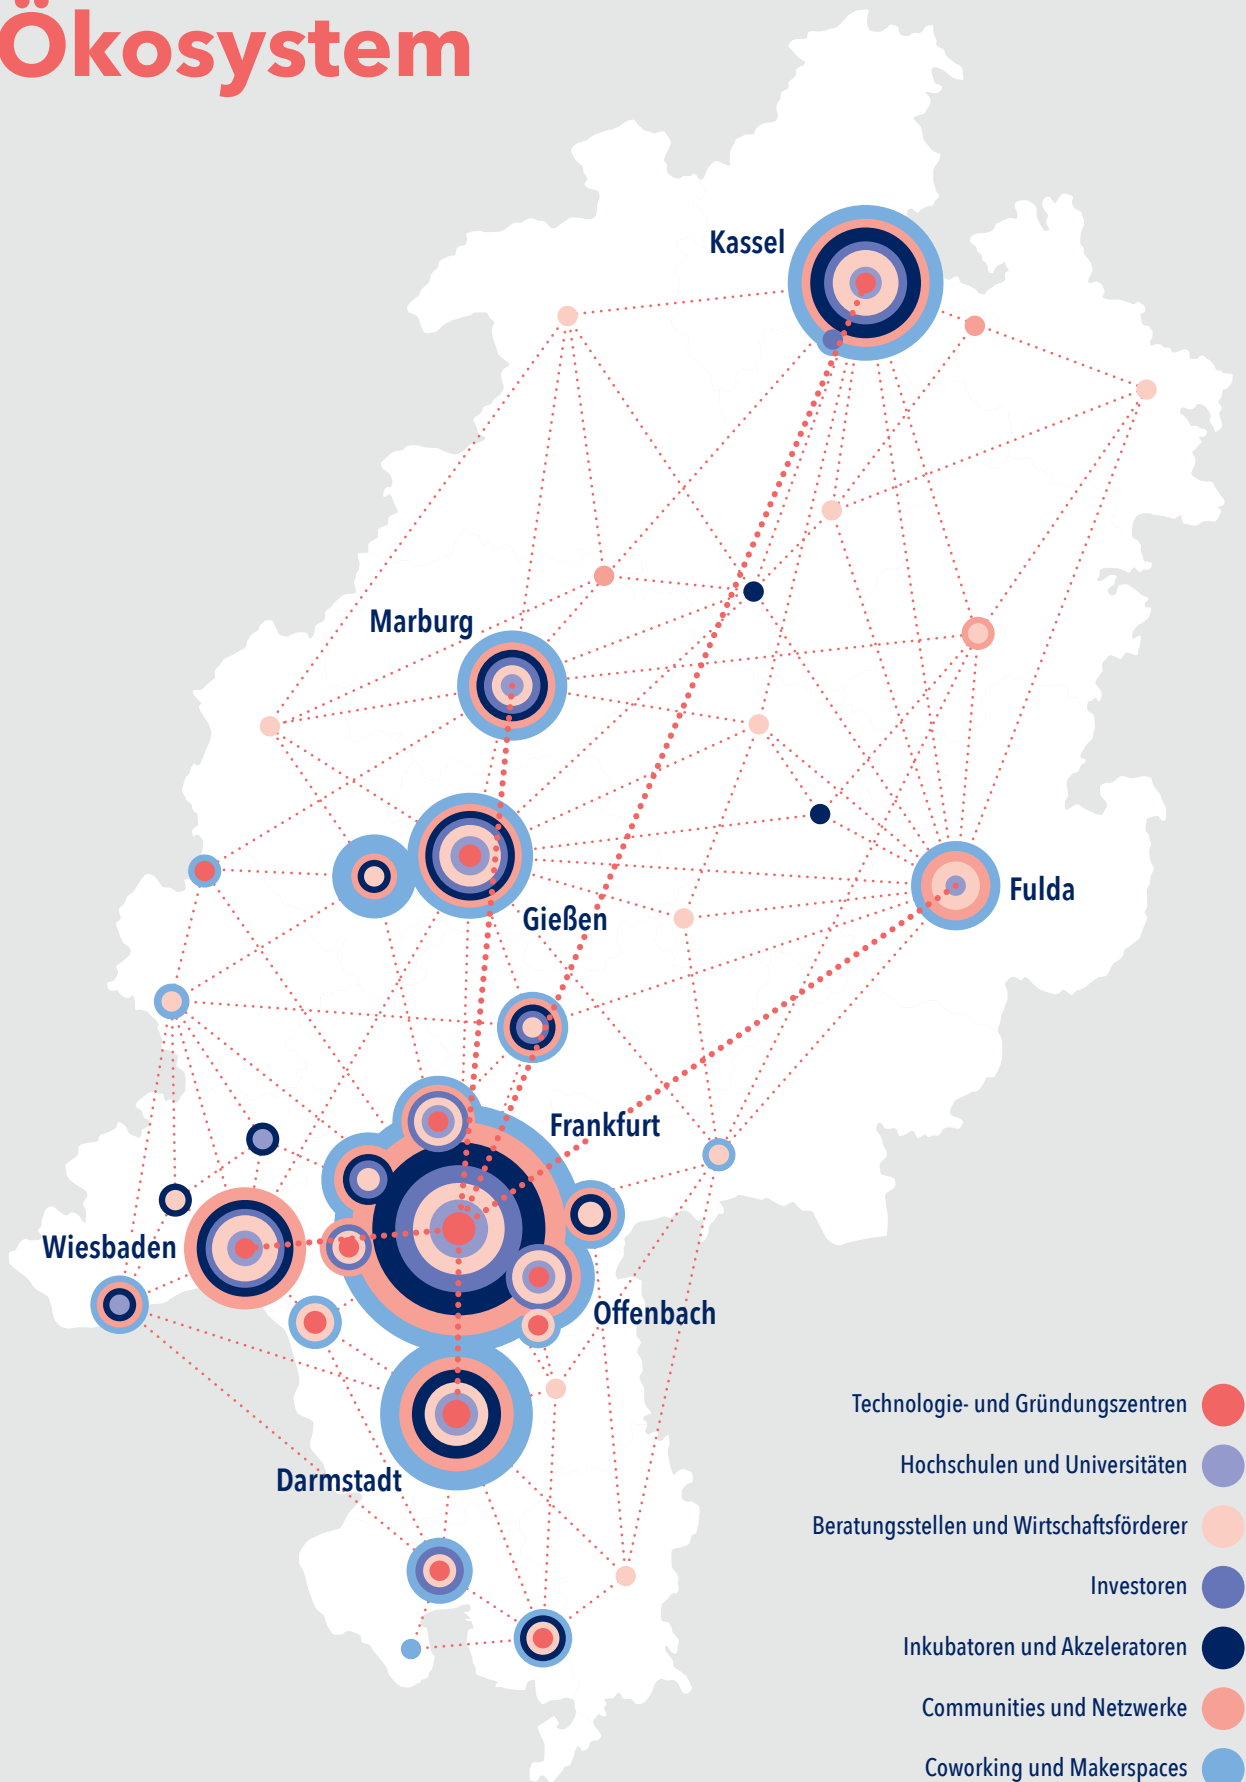 Ökosystem
Kassel
Marburg
Gießen
Fulda
Frankfurt
Wiesbaden
Offenbach
Darmstadt
Technologie- und Gründungszentren
Hochschulen und Universitäten
Beratungsstellen und Wirtschaftsförderer
Investoren
Inkubatoren und Akzeleratoren
Communities und Netzwerke
Coworking und Makerspaces